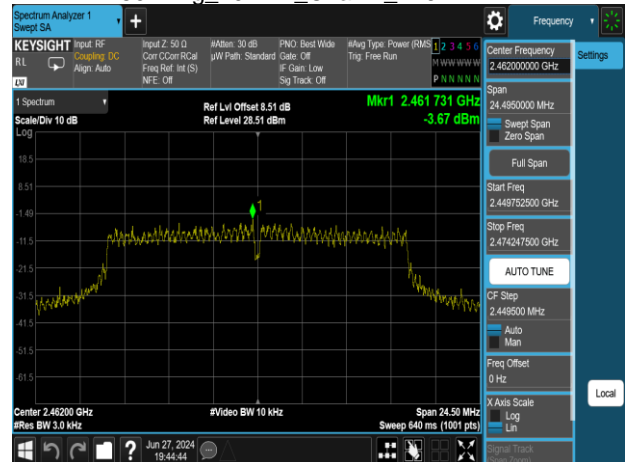 Spectrum Analyzer 1
Swept SA
+
Frequency
KEYSIGHT
RL
LXI
Input: RF
Coupling: DC
Align: Auto
Input Z: 50 Ω
Corr CCorr RCal
Freq Ref: Int (S)
NFE: Off
#Atten: 30 dB
µW Path: Standard
PNO: Best Wide
Gate: Off
IF Gain: Low
Sig Track: Off
#Avg Type: Power (RMS
Trig: Free Run
1 2 3 4 5 6
M W W W W W
P N N N N N
1 Spectrum
Scale/Div 10 dB
Log
Ref Lvl Offset 8.51 dB
Ref Level 28.51 dBm
Mkr1 2.461 731 GHz
-3.67 dBm
1
18.5
8.51
-1.49
-11.5
-21.5
-31.5
-41.5
-51.5
-61.5
Center 2.46200 GHz
#Res BW 3.0 kHz
#Video BW 10 kHz
Span 24.50 MHz
Sweep 640 ms (1001 pts)
Jun 27, 2024
19:44:44
?
Center Frequency
2.462000000 GHz
Span
24.4950000 MHz
Swept Span
Zero Span
Full Span
Start Freq
2.449752500 GHz
Stop Freq
2.474247500 GHz
AUTO TUNE
CF Step
2.449500 MHz
Auto
Man
Freq Offset
0 Hz
X Axis Scale
Log
Lin
Signal Track
(Span Zoom)
Settings
Local